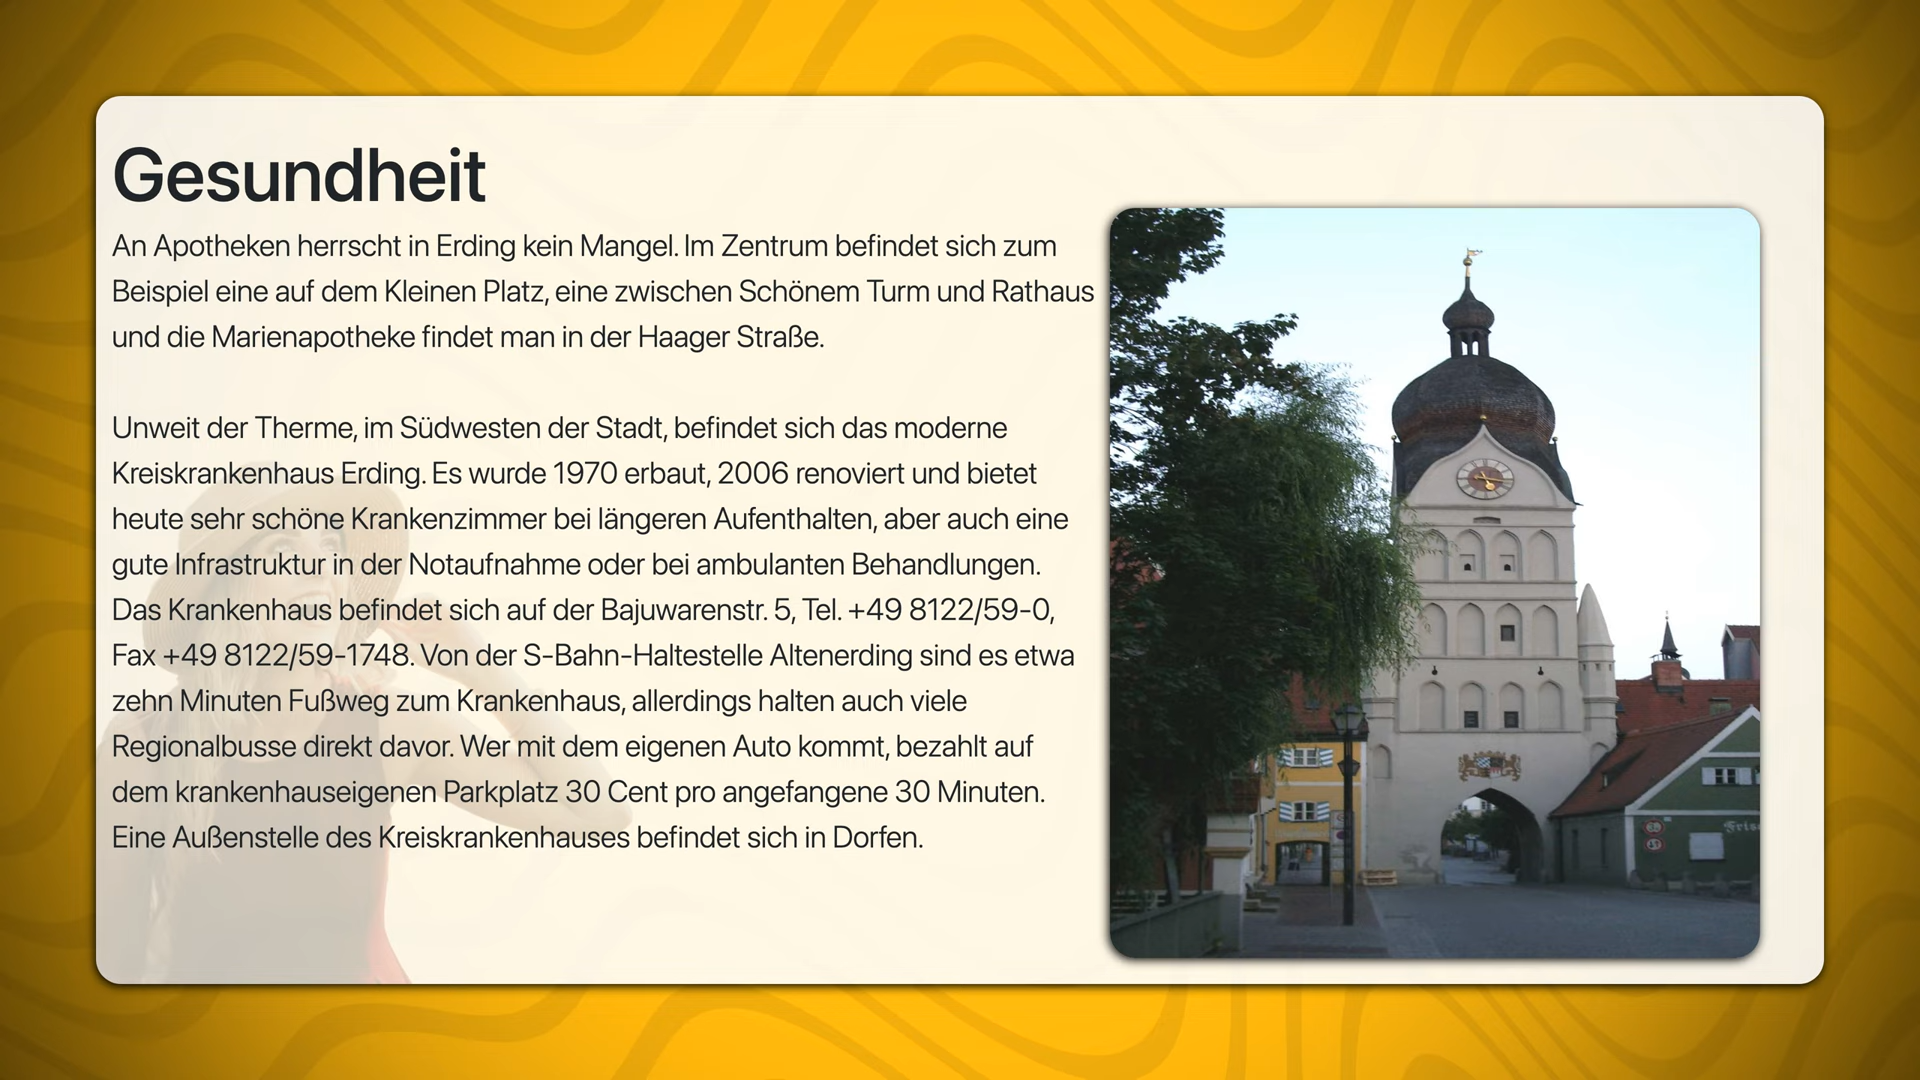 Gesundheit
An Apotheken herrscht in Erding kein Mangel. Im Zentrum befindet sich zum
Beispiel eine auf dem Kleinen Platz, eine zwischen Schönem Turm und Rathaus
und die Marienapotheke findet man in der Haager Straße.
Unweit der Therme, im Südwesten der Stadt, befindet sich das moderne
Kreiskrankenhaus Erding. Es wurde 1970 erbaut, 2006 renoviert und bietet
heute sehr schöne Krankenzimmer bei längeren Aufenthalten, aber auch eine
gute Infrastruktur in der Notaufnahme oder bei ambulanten Behandlungen.
Das Krankenhaus befindet sich auf der Bajuwarenstr. 5, Tel. +49 8122/59-0,
Fax +49 8122/59-1748. Von der S-Bahn-Haltestelle Altenerding sind es etwa
zehn Minuten Fußweg zum Krankenhaus, allerdings halten auch viele
Regionalbusse direkt davor. Wer mit dem eigenen Auto kommt, bezahlt auf
dem krankenhauseigenen Parkplatz 30 Cent pro angefangene 30 Minuten.
Eine Außenstelle des Kreiskrankenhauses befindet sich in Dorfen.